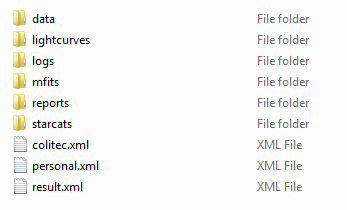 data File folder
lightcurves File folder
logs File folder
mfits File folder
reports File folder
starcats File folder
colitec.xml XML File
personal.xml XML File
result.xml XML File